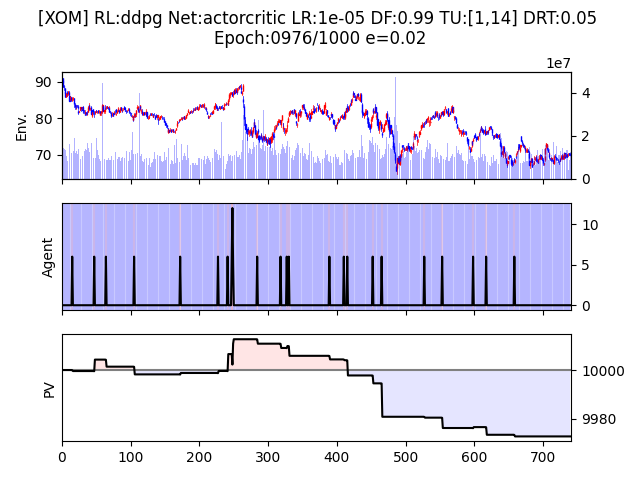 [XOM] RL:ddpg Net:actorcritic LR:1e-05 DF:0.99 TU:[1,14] DRT:0.05
Epoch:0976/1000 e=0.02
1e7
90
80
70
Env.
4
2
0
Agent
10
5
0
PV
10000
9980
0 100 200 300 400 500 600 700